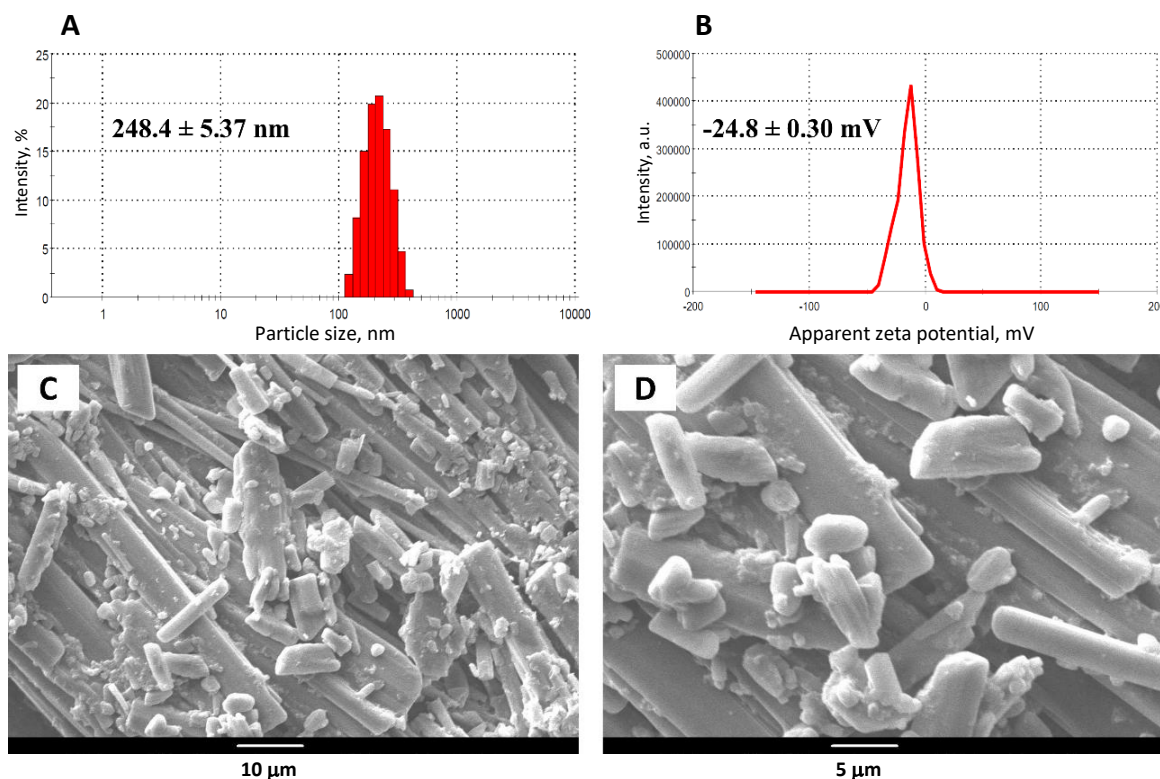 A
25
20
15
10
5
0
Intensity, %
248.4 ± 5.37 nm
1
10
100
1000
10000
Particle size, nm
B
500000
400000
300000
200000
100000
0
Intensity, a.u.
-24.8 ± 0.30 mV
-200
-100
0
100
200
Apparent zeta potential, mV
C
10 µm
D
5 µm